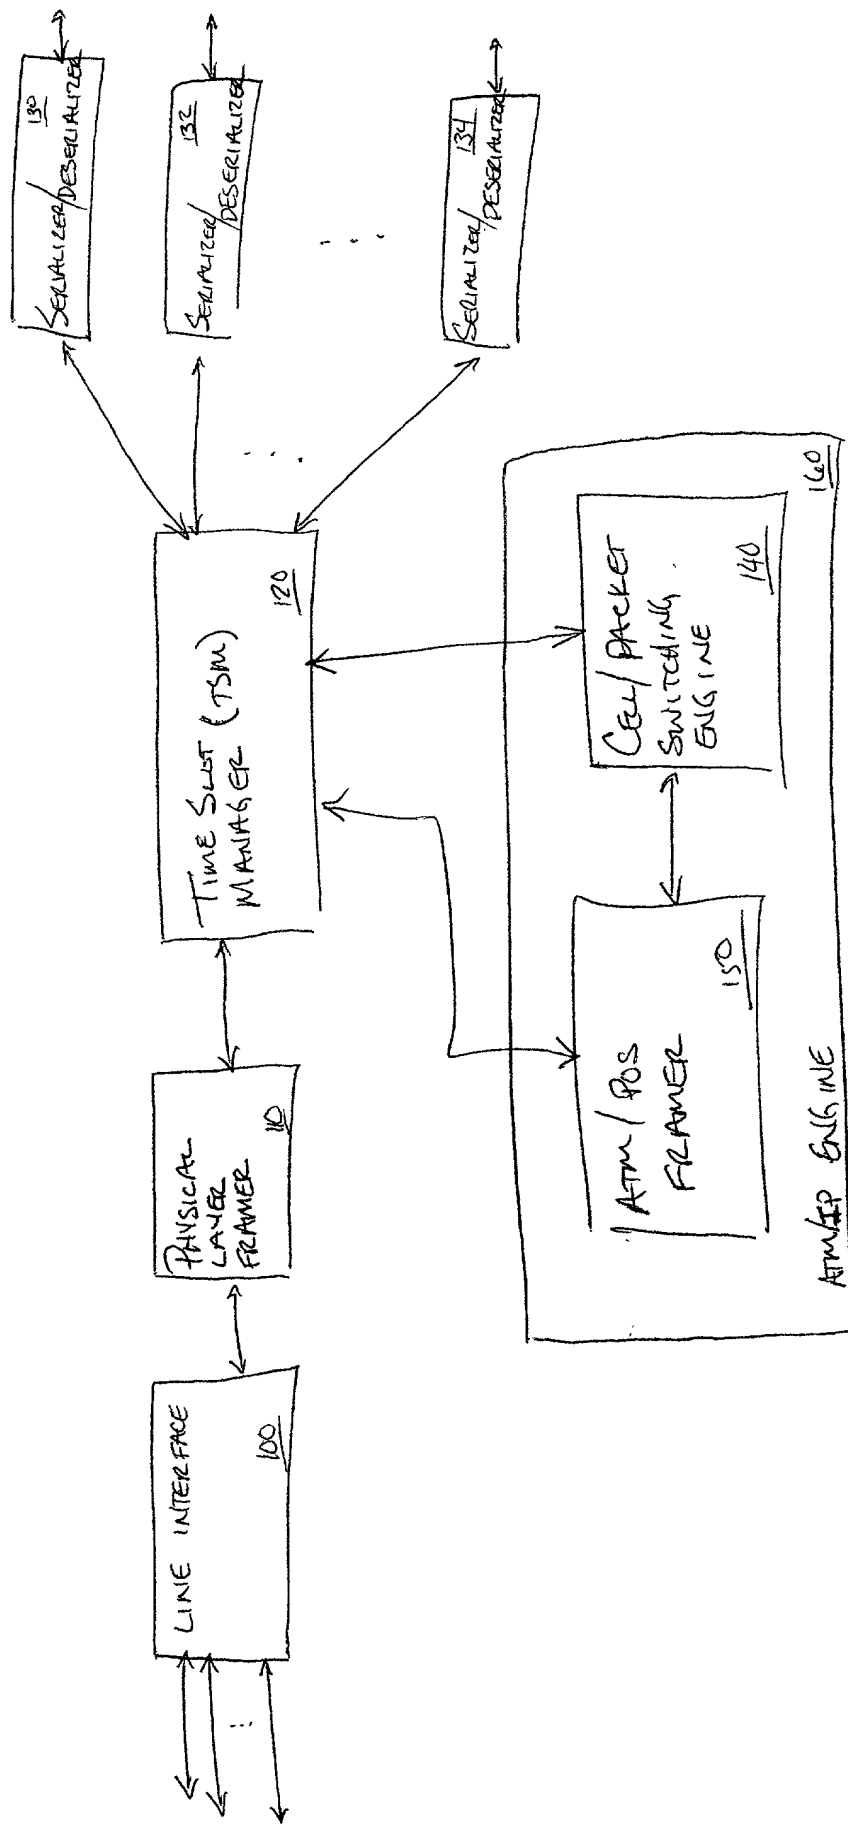 LINE INTERFACE
100
PHYSICAL
LAYER
FRAMER
110
TIME SLOT (TSM)
MANAGER
120
SERIALIZER/
DESERIALIZER
130
SERIALIZER/
DESERIALIZER
132
SERIALIZER/
DESERIALIZER
134
ATM/POS
FRAMER
150
CELL/PACKET
SWITCHING
ENGINE
140
ATM/IP ENGINE
160